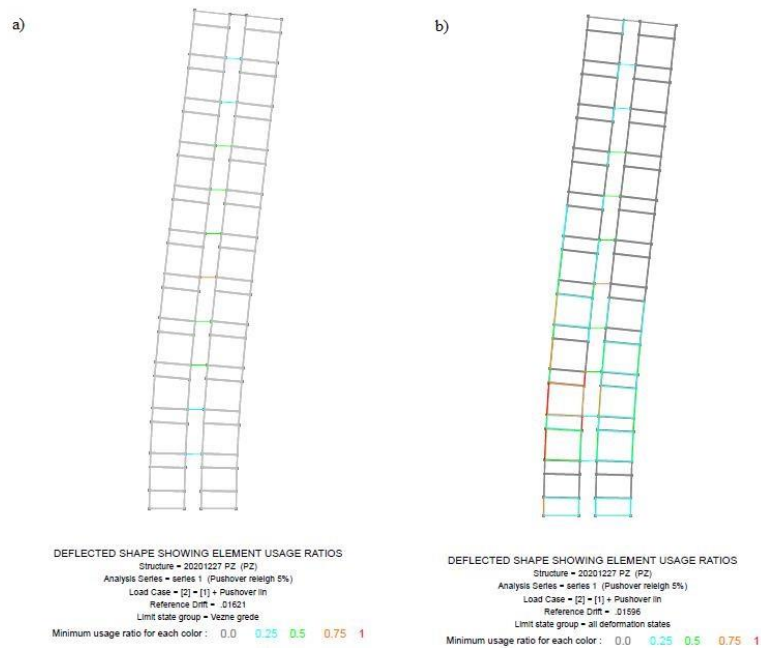 a)
b)
DEFLECTED SHAPE SHOWING ELEMENT USAGE RATIOS
Structure = 20201227 PZ (PZ)
Analysis Series = series 1 (Pushover releigh 5%)
Load Case = [2] = [1] + Pushover lin
Reference Drift = .01621
Limit state group = Vezne grede
Minimum usage ratio for each color : 0.0 0.25 0.5 0.75 1
DEFLECTED SHAPE SHOWING ELEMENT USAGE RATIOS
Structure = 20201227 PZ (PZ)
Analysis Series = series 1 (Pushover releigh 5%)
Load Case = [2] = [1] + Pushover lin
Reference Drift = .01596
Limit state group = all deformation states
Minimum usage ratio for each color : 0 0.25 0.5 0.75 1